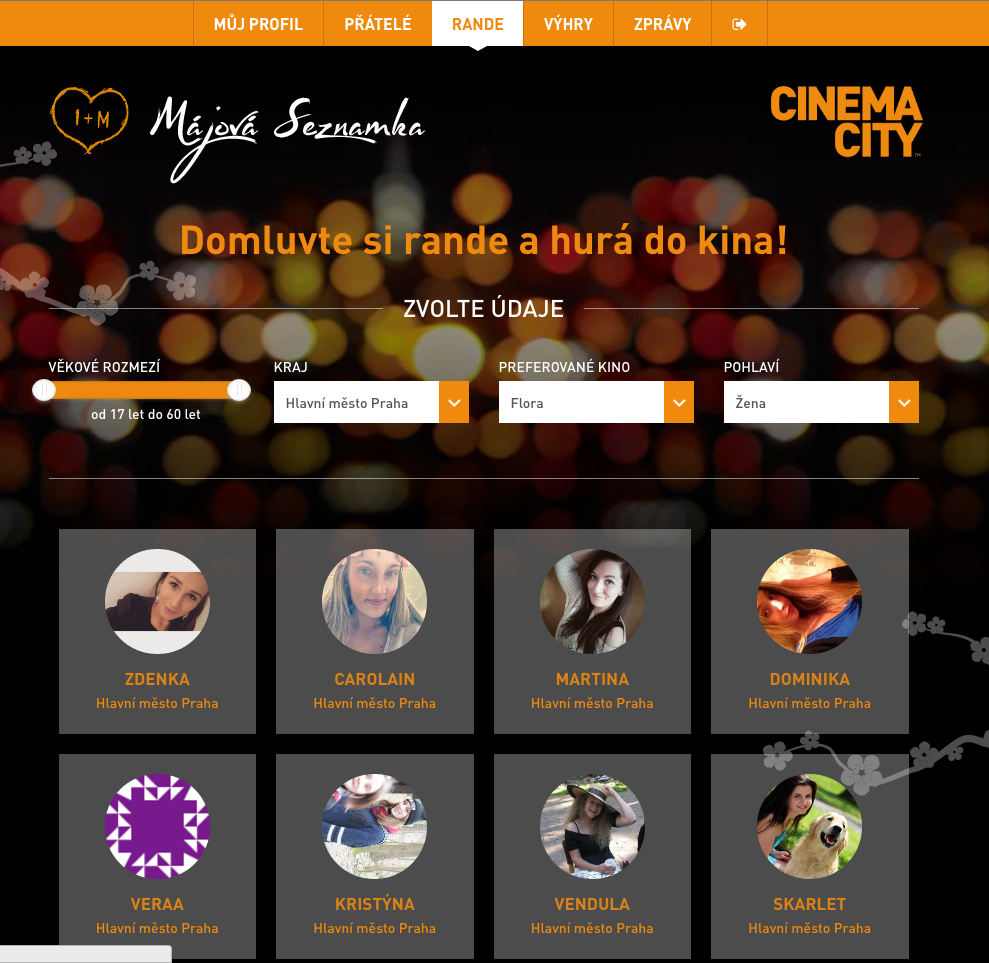 MŮJ PROFIL PŘÁTELÉ RANDE VÝHRY ZPRÁVY
1+M Májová Seznamka
CINEMA
CITY
TM
Domluvte si rande a hurá do kina!
ZVOLTE ÚDAJE
VĚKOVÉ ROZMEZÍ KRAJ PREFEROVANÉ KINO POHLAVÍ
Hlavní město Praha Flora Žena
od 17 let do 60 let
ZDENKA CAROLAIN MARTINA DOMINIKA
Hlavní město Praha Hlavní město Praha Hlavní město Praha Hlavní město Praha
VERAA KRISTÝNA VENDULA SKARLET
Hlavní město Praha Hlavní město Praha Hlavní město Praha Hlavní město Praha